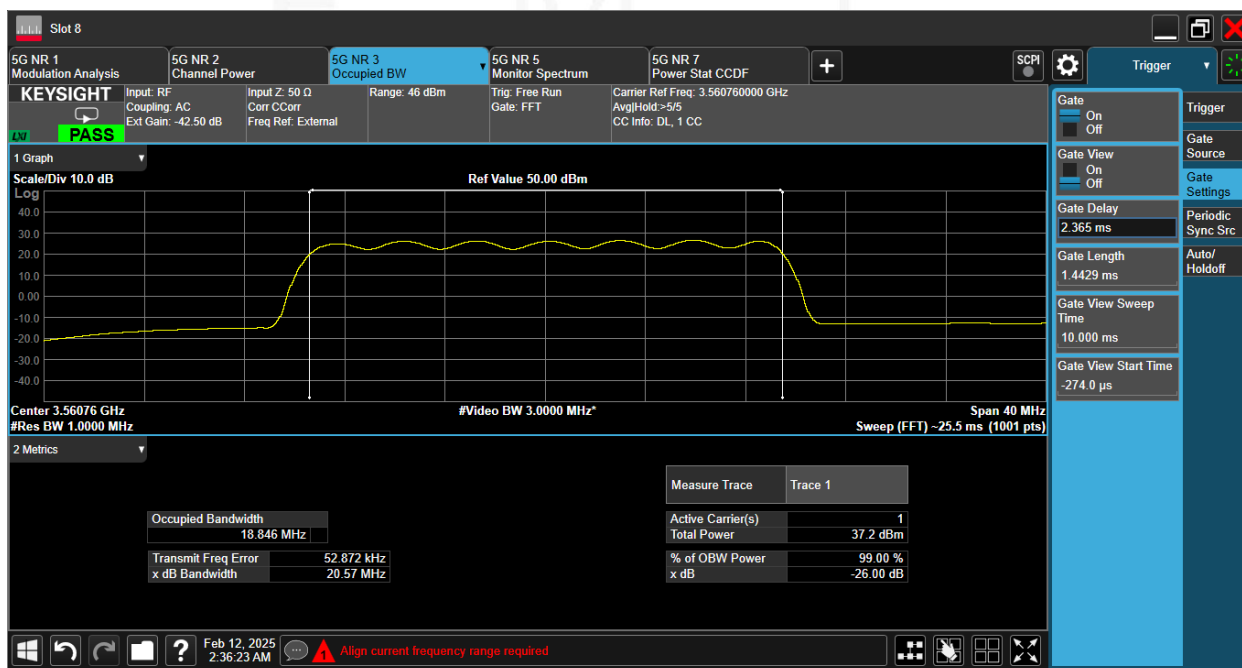 Slot 8
5G NR 1
Modulation Analysis
5G NR 2
Channel Power
5G NR 3
Occupied BW
5G NR 5
Monitor Spectrum
5G NR 7
Power Stat CCDF
SCPI
Trigger
KEYSIGHT
LXI
PASS
Input: RF
Coupling: AC
Ext Gain: -42.50 dB
Input Z: 50 Ω
Corr CCorr
Freq Ref: External
Range: 46 dBm
Trig: Free Run
Gate: FFT
Carrier Ref Freq: 3.560760000 GHz
Avg|Hold:>5/5
CC Info: DL, 1 CC
1 Graph
Scale/Div 10.0 dB
Ref Value 50.00 dBm
Log
40.0
30.0
20.0
10.0
0.00
-10.0
-20.0
-30.0
-40.0
Center 3.56076 GHz
#Video BW 3.0000 MHz*
Span 40 MHz
#Res BW 1.0000 MHz
Sweep (FFT) ~25.5 ms (1001 pts)
2 Metrics
Measure Trace
Trace 1
Occupied Bandwidth
18.846 MHz
Active Carrier(s) 1
Total Power 37.2 dBm
Transmit Freq Error 52.872 kHz
x dB Bandwidth 20.57 MHz
% of OBW Power 99.00 %
x dB -26.00 dB
Gate
On
Off
Gate View
On
Off
Gate Delay
2.365 ms
Gate Length
1.4429 ms
Gate View Sweep
Time
10.000 ms
Gate View Start Time
-274.0 µs
Trigger
Gate
Source
Gate
Settings
Periodic
Sync Src
Auto/
Holdoff
?
Feb 12, 2025
2:36:23 AM
1
Align current frequency range required